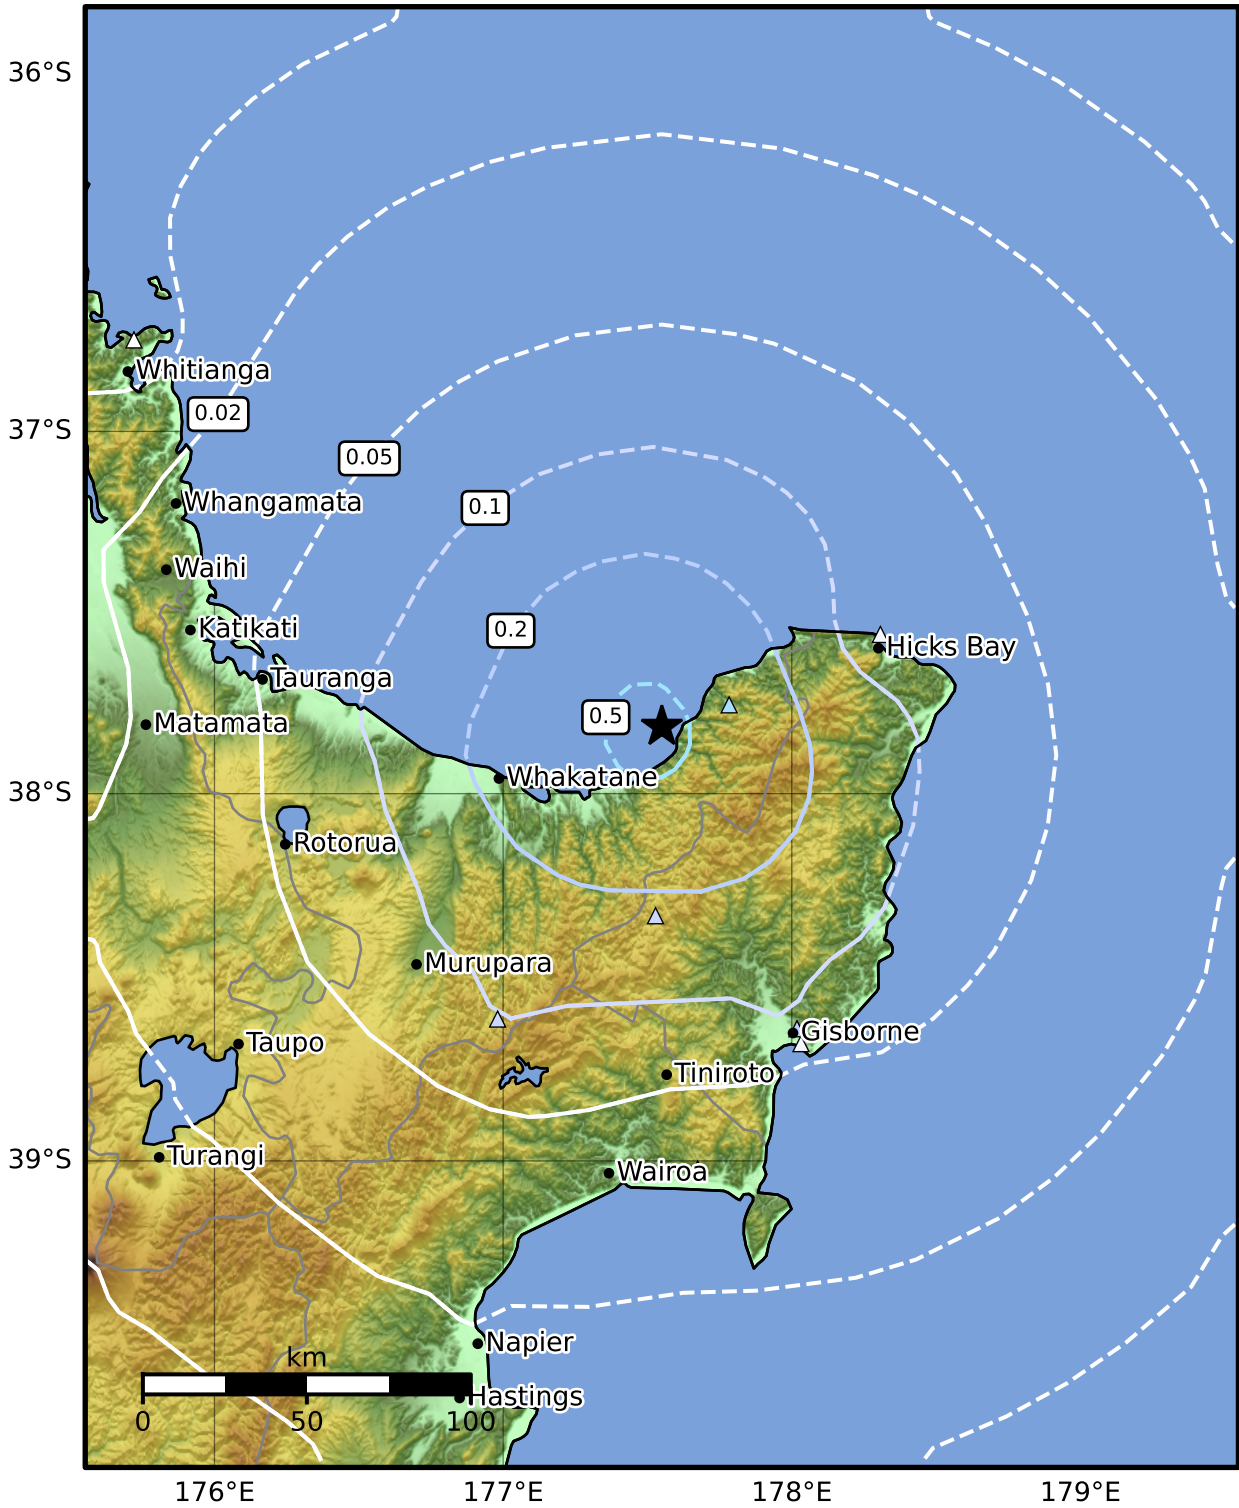 36°S
Whitianga
0.02
37°S
0.05
Whangamata
0.1
Waihi
Katikati
0.2
Hicks Bay
Tauranga
0.5
Matamata
Whakatane
38°S
Rotorua
Murupara
Gisborne
Taupo
Tiniroto
39°S
Turangi
Wairoa
Napier
km
Hastings
0 50 100
176°E 177°E 178°E 179°E